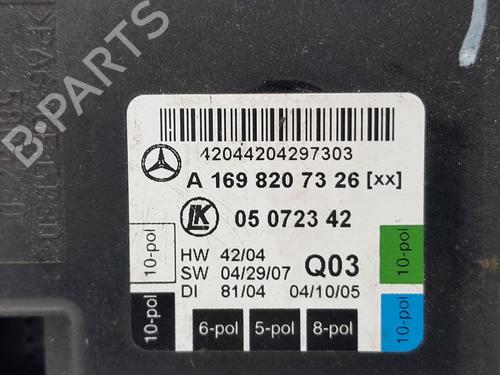 42044204297303
A 169 820 73 26 [xx]
LK 05 0723 42
10-pol
HW 42/04
SW 04/29/07 Q03
DI 81/04 04/10/05
10-pol
10-pol
6-pol 5-pol 8-pol
10-pol
B-Parts